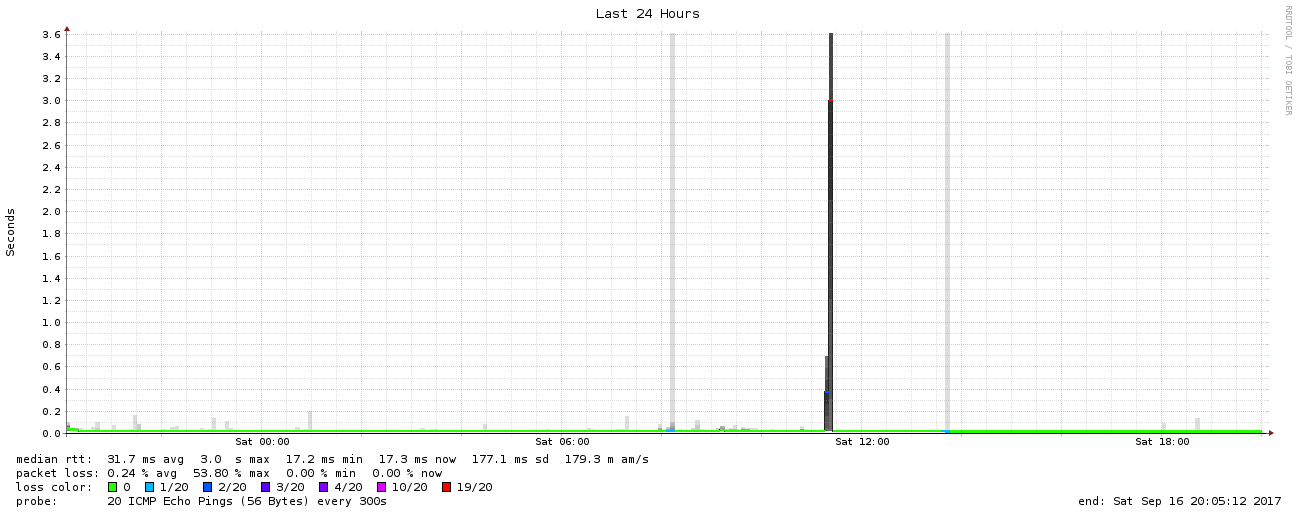 Last 24 Hours
RRDTOOL / TOBI OETIKER
Seconds
3.6
3.4
3.2
3.0
2.8
2.6
2.4
2.2
2.0
1.8
1.6
1.4
1.2
1.0
0.8
0.6
0.4
0.2
0.0
Sat 00:00 Sat 06:00 Sat 12:00 Sat 18:00
median rtt: 31.7 ms avg 3.0 s max 17.2 ms min 17.3 ms now 177.1 ms sd 179.3 m am/s
packet loss: 0.24 % avg 53.80 % max 0.00 % min 0.00 % now
loss color: 0 1/20 2/20 3/20 4/20 10/20 19/20
probe: 20 ICMP Echo Pings (56 Bytes) every 300s end: Sat Sep 16 20:05:12 2017